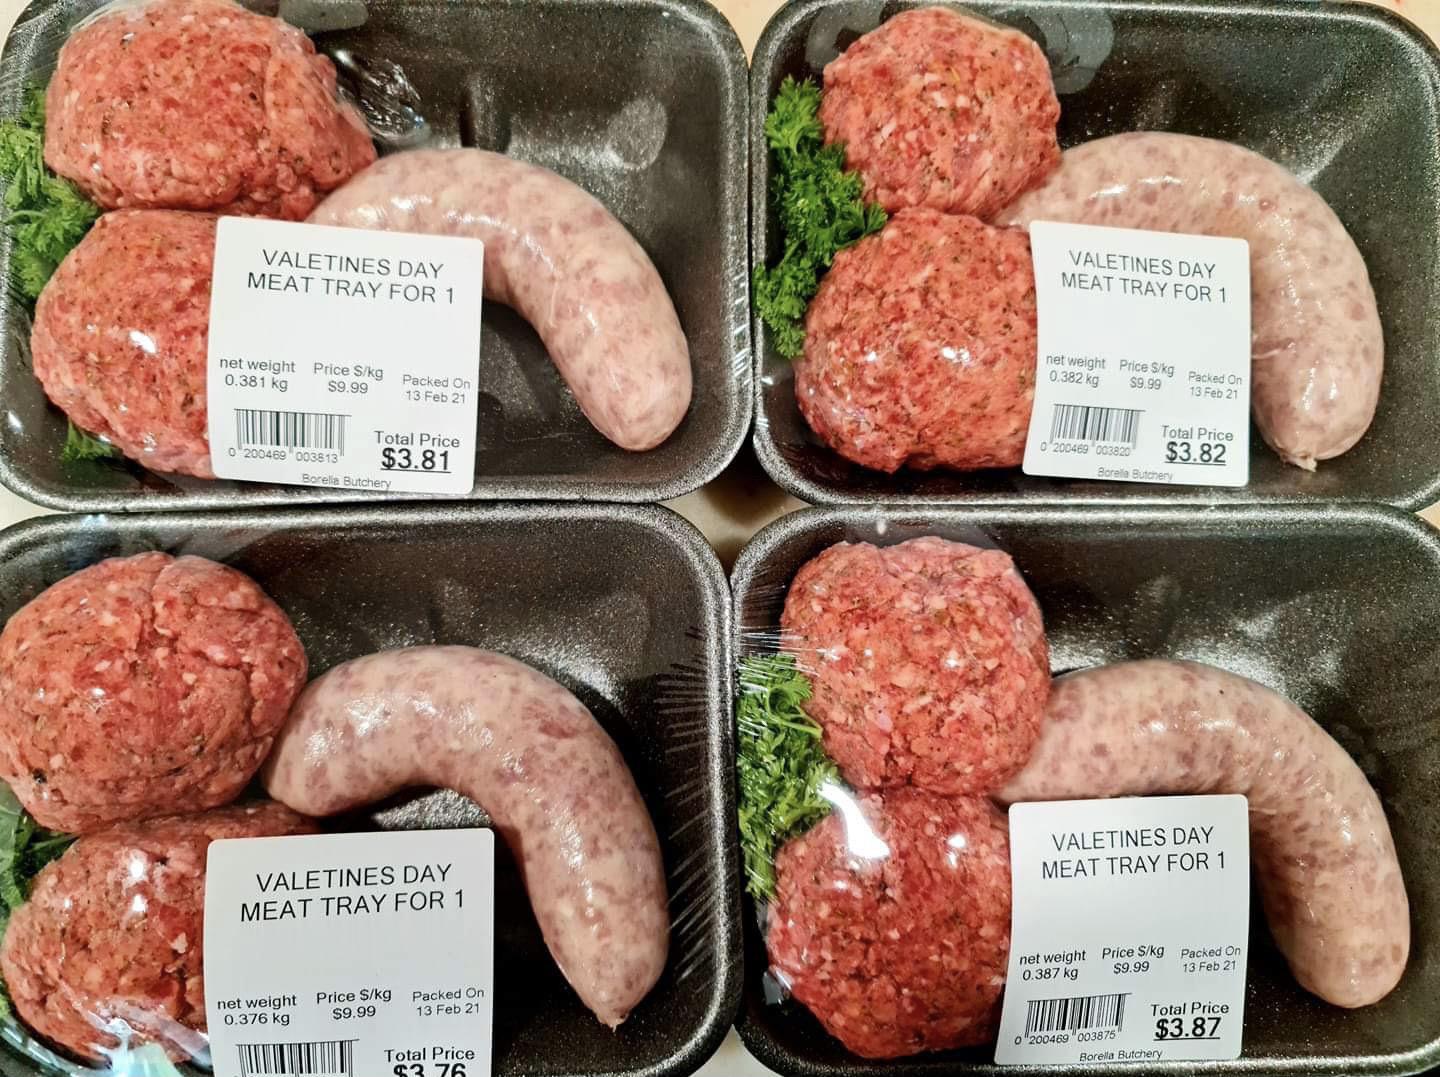 VALETINES DAY
MEAT TRAY FOR 1
net weight Price $/kg Packed On
0.381 kg $9.99 13 Feb 21
0 200469 003813
Total Price
$3.81
Borella Butchery
VALETINES DAY
MEAT TRAY FOR 1
net weight Price $/kg Packed On
0.382 kg $9.99 13 Feb 21
0 200469 003820
Total Price
$3.82
Borella Butchery
VALETINES DAY
MEAT TRAY FOR 1
net weight Price $/kg Packed On
0.376 kg $9.99 13 Feb 21
Total Price
$3.76
VALETINES DAY
MEAT TRAY FOR 1
net weight Price $/kg Packed On
0.387 kg $9.99 13 Feb 21
0 200469 003875
Total Price
$3.87
Borella Butchery